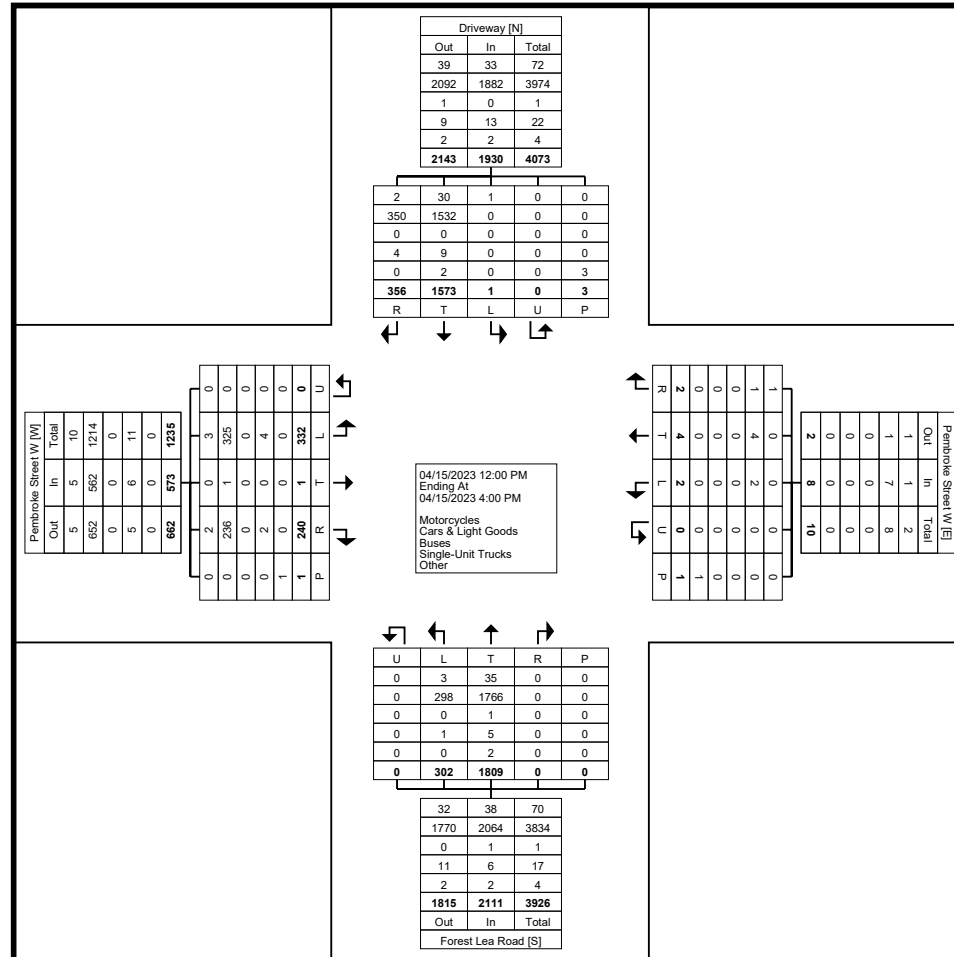 Driveway [N]
Out In Total
39 33 72
2092 1882 3974
1 0 1
9 13 22
2 2 4
2143 1930 4073
2 30 1 0 0
350 1532 0 0 0
0 0 0 0 0
4 9 0 0 0
0 2 0 0 3
356 1573 1 0 3
R T L U P
U L T R P
0 332 1 240 1
0 0 0 0 1
0 4 0 2 0
0 0 0 0 0
0 325 1 236 0
0 3 0 2 0
1235 573 662
0 0 0
11 6 5
0 0 0
1214 562 652
10 5 5
Total In Out
Pembroke Street W [W]
04/15/2023 12:00 PM
Ending At
04/15/2023 4:00 PM
Motorcycles
Cars & Light Goods
Buses
Single-Unit Trucks
Other
Pembroke Street W [E]
Out In Total
1 1 2
1 7 8
0 0 0
0 0 0
0 0 0
2 8 10
1 0 0 0 0
1 4 2 0 0
0 0 0 0 0
0 0 0 0 0
0 0 0 0 1
2 4 2 0 1
R T L U P
U L T R P
0 3 35 0 0
0 298 1766 0 0
0 0 1 0 0
0 1 5 0 0
0 0 2 0 0
0 302 1809 0 0
32 38 70
1770 2064 3834
0 1 1
11 6 17
2 2 4
1815 2111 3926
Out In Total
Forest Lea Road [S]